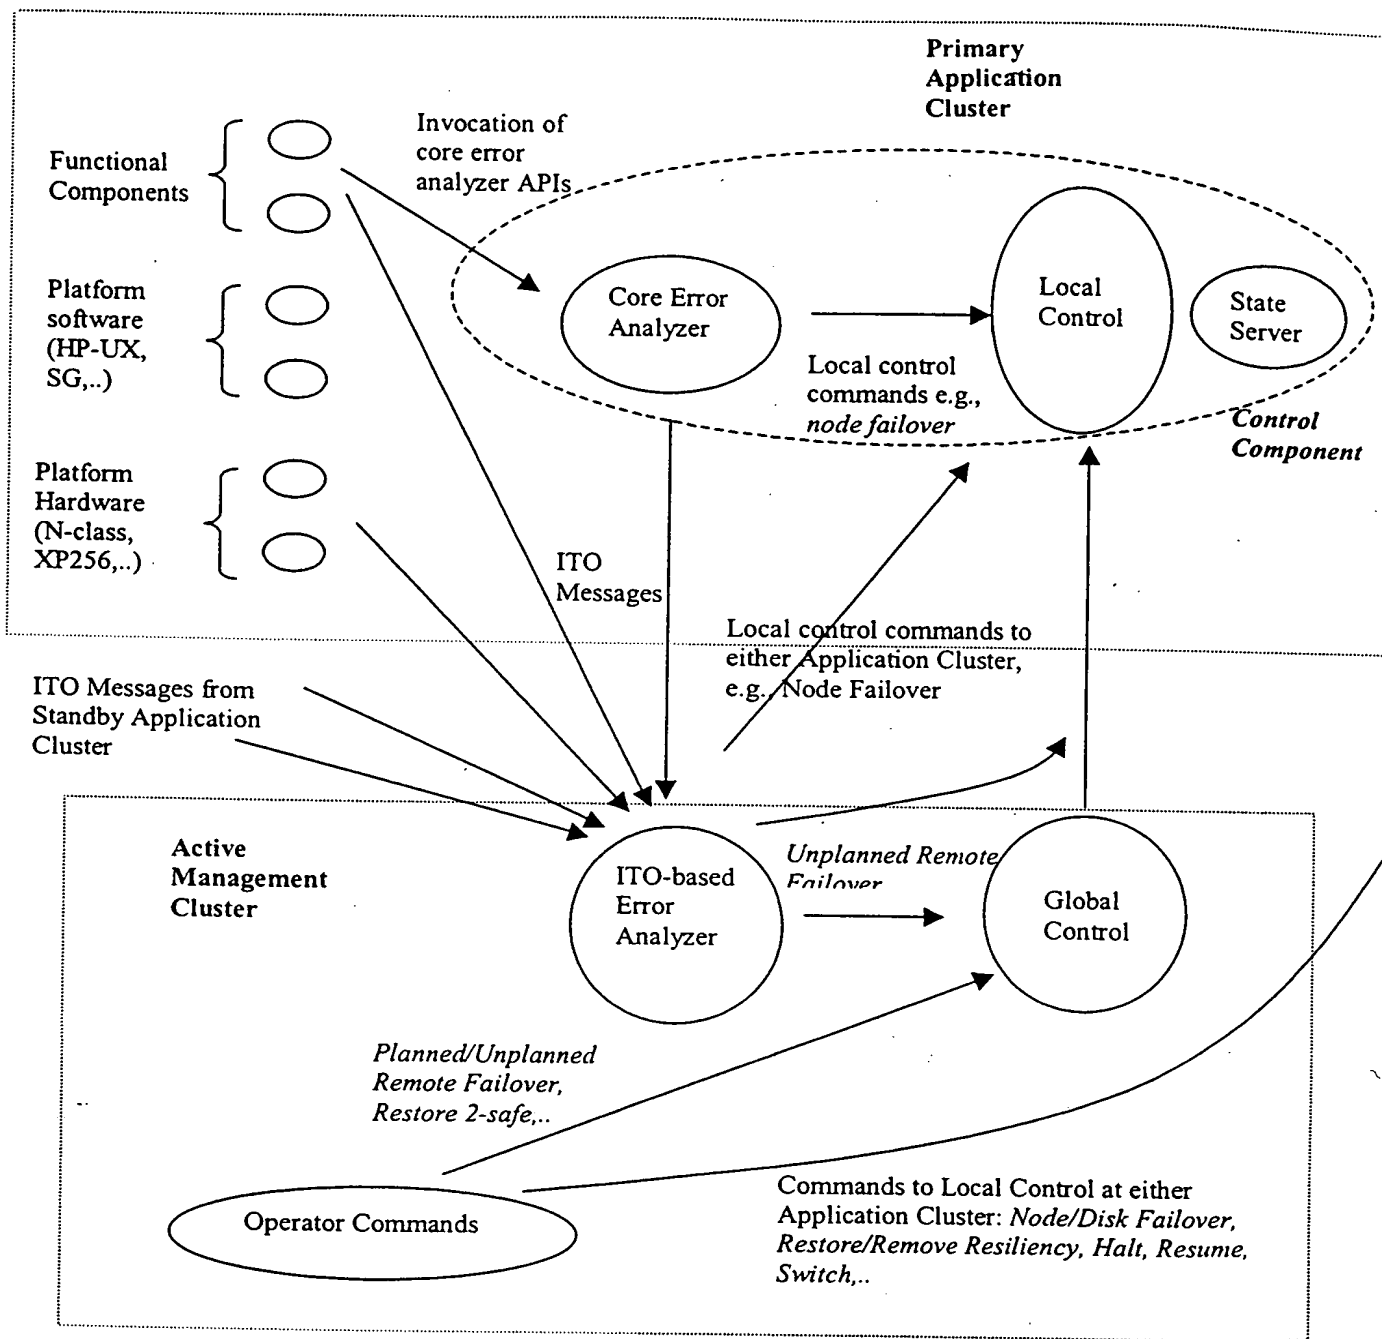 Primary
Application
Cluster
Invocation of
core error
analyzer APIs
Functional
Components
Core Error
Analyzer
Local
Control
State
Server
Platform
software
(HP-UX,
SG,..)
Local control
commands e.g.,
node failover
Control
Component
Platform
Hardware
(N-class,
XP256,..)
ITO
Messages
Local control commands to
either Application Cluster,
e.g., Node Failover
ITO Messages from
Standby Application
Cluster
Active
Management
Cluster
ITO-based
Error
Analyzer
Unplanned Remote
Failover
Global
Control
Planned/Unplanned
Remote Failover,
Restore 2-safe,..
Operator Commands
Commands to Local Control at either
Application Cluster: Node/Disk Failover,
Restore/Remove Resiliency, Halt, Resume,
Switch,..